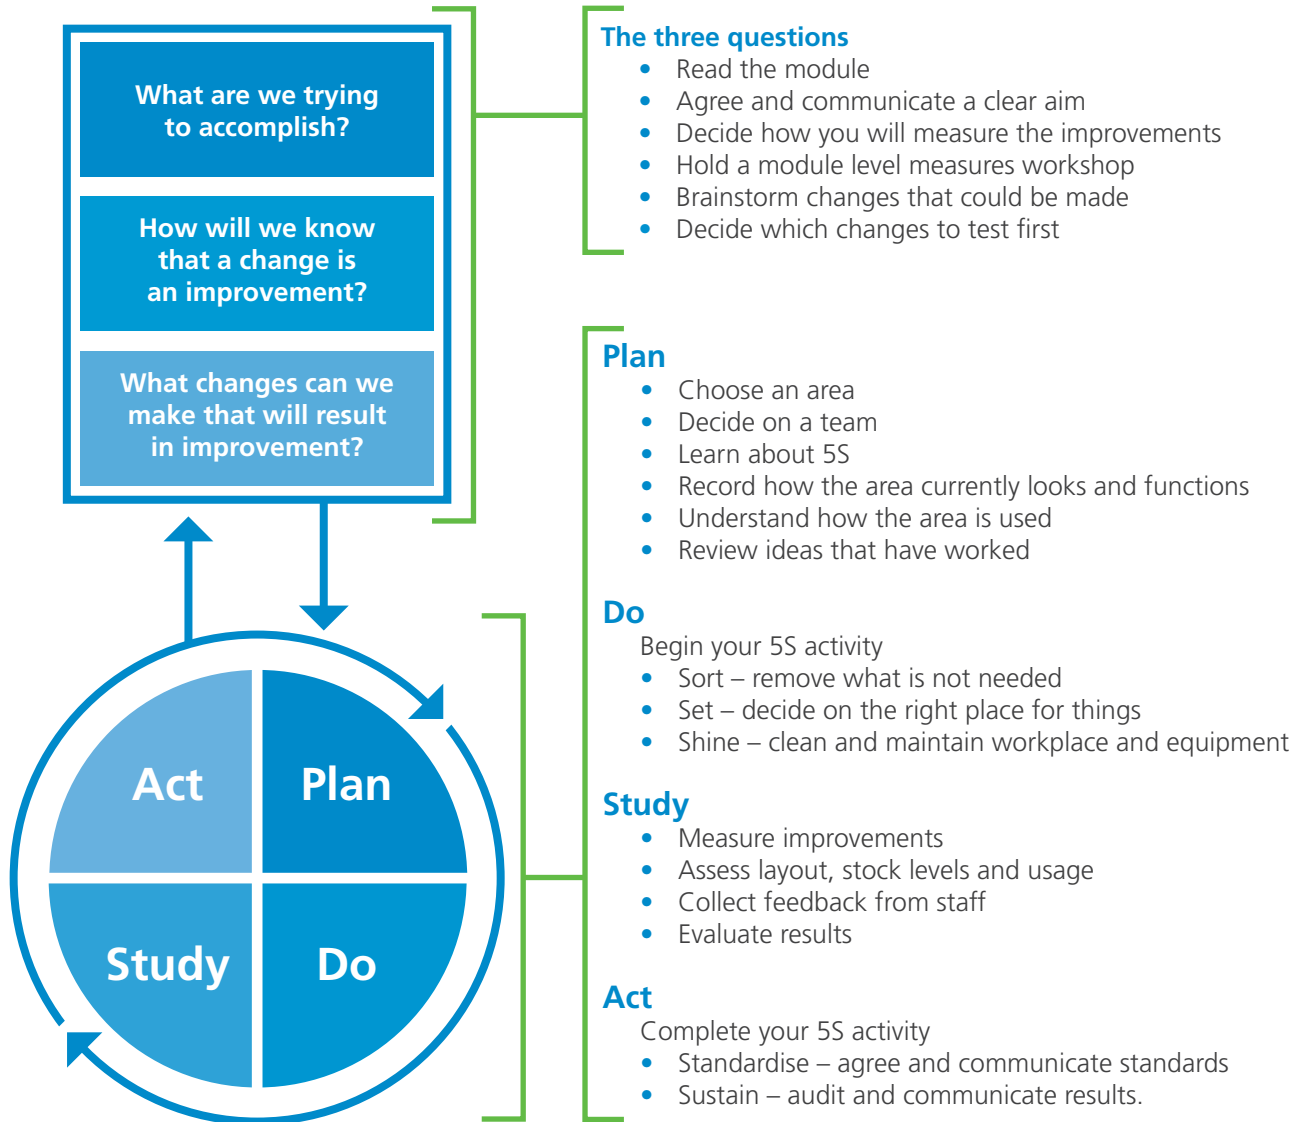 What are we trying
to accomplish?
How will we know
that a change is
an improvement?
What changes can we
make that will result
in improvement?
Act
Plan
Study
Do
The three questions
• Read the module
• Agree and communicate a clear aim
• Decide how you will measure the improvements
• Hold a module level measures workshop
• Brainstorm changes that could be made
• Decide which changes to test first
Plan
• Choose an area
• Decide on a team
• Learn about 5S
• Record how the area currently looks and functions
• Understand how the area is used
• Review ideas that have worked
Do
Begin your 5S activity
• Sort – remove what is not needed
• Set – decide on the right place for things
• Shine – clean and maintain workplace and equipment
Study
• Measure improvements
• Assess layout, stock levels and usage
• Collect feedback from staff
• Evaluate results
Act
Complete your 5S activity
• Standardise – agree and communicate standards
• Sustain – audit and communicate results.